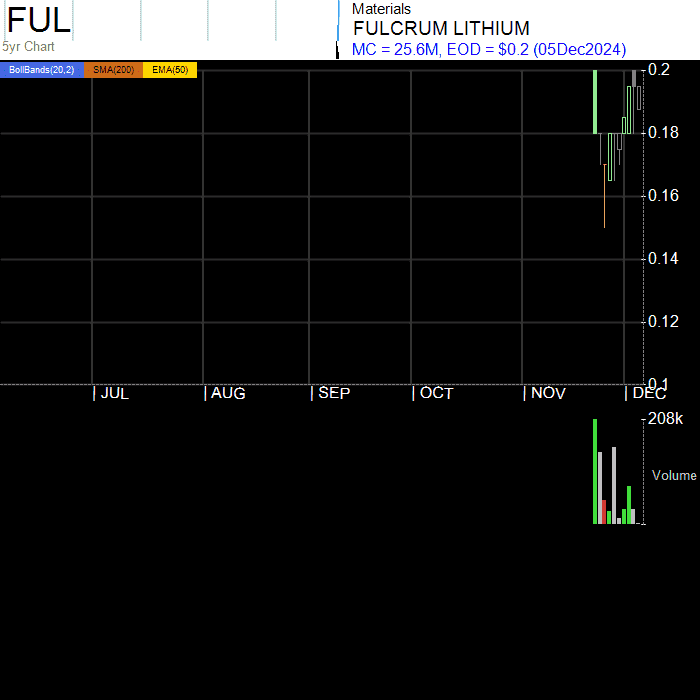 FUL
5yr Chart
Materials
FULCRUM LITHIUM
MC = 25.6M, EOD = $0.2 (05Dec2024)
BollBands(20,2) SMA(200) EMA(50)
0.2
0.18
0.16
0.14
0.12
0.1
| JUL | AUG | SEP | OCT | NOV | DEC
208k
Volume